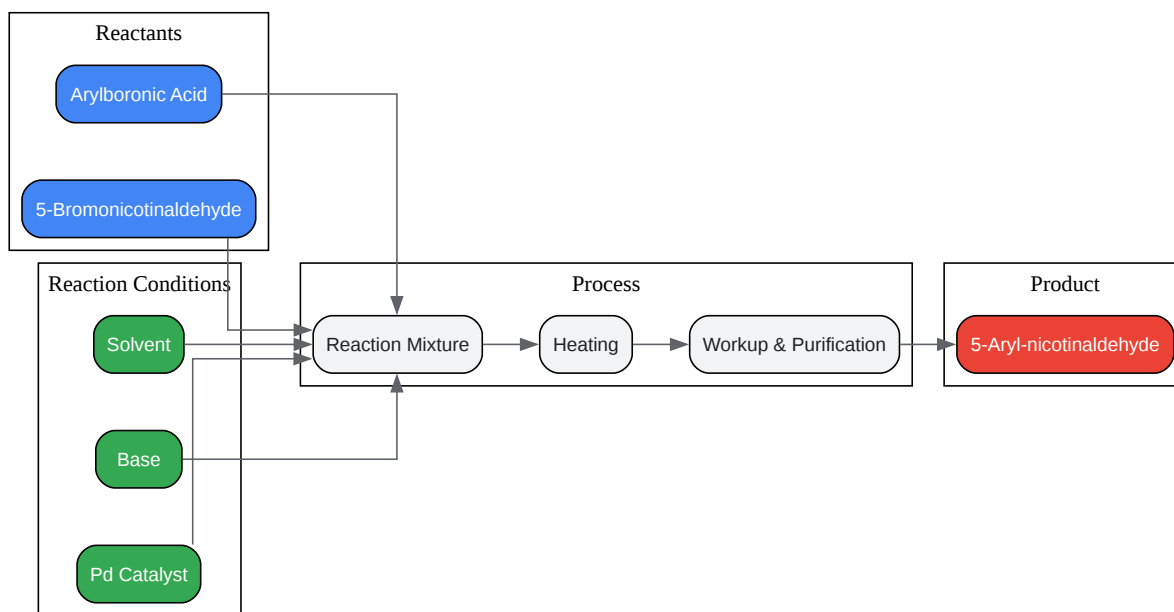 Reactants
Arylboronic Acid
5-Bromonicotinaldehyde
Reaction Conditions
Solvent
Base
Pd Catalyst
Process
Reaction Mixture
Heating
Workup & Purification
Product
5-Aryl-nicotinaldehyde